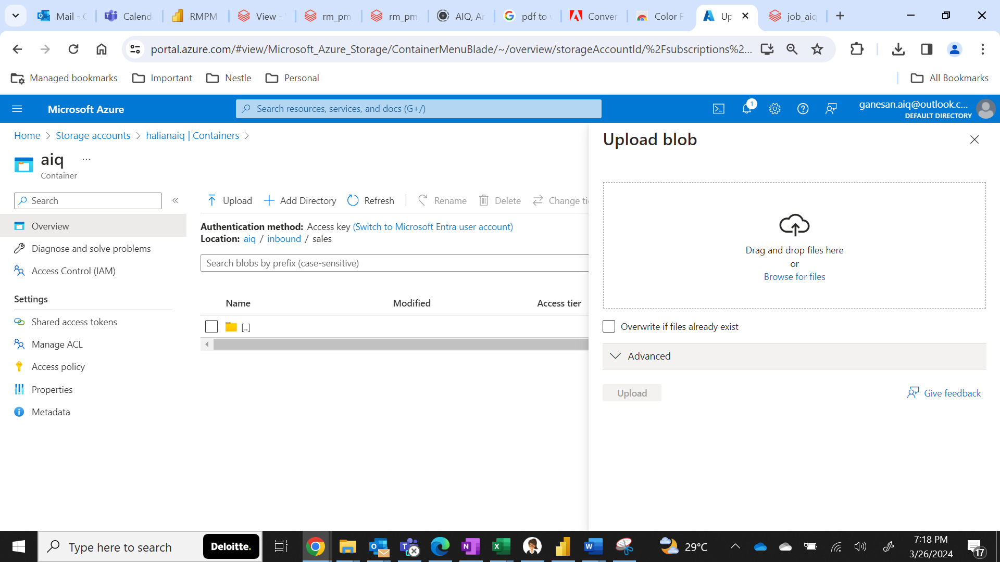 Mail -
Calend
RMPM
View -
rm_pm
rm_pm
AIQ, Ar
pdf to
Conver
Color F
Up
job_aiq
portal.azure.com/#view/Microsoft_Azure_Storage/ContainerMenuBlade/~/overview/storageAccountId/%2Fsubscriptions%2...
Managed bookmarks
Important
Nestle
Personal
All Bookmarks
Microsoft Azure
Search resources, services, and docs (G+/)
1
ganesan.aiq@outlook.c...
DEFAULT DIRECTORY
Home > Storage accounts > halianaiq | Containers >
aiq ...
Container
Search
«
Overview
Diagnose and solve problems
Access Control (IAM)
Settings
Shared access tokens
Manage ACL
Access policy
Properties
Metadata
Upload
Add Directory
Refresh
Rename
Delete
Change tie
Authentication method: Access key (Switch to Microsoft Entra user account)
Location: aiq / inbound / sales
Search blobs by prefix (case-sensitive)
Name Modified Access tier
[..]
Upload blob
Drag and drop files here
or
Browse for files
Overwrite if files already exist
Advanced
Upload
Give feedback
Type here to search
Deloitte.
29°C
7:18 PM
3/26/2024
17